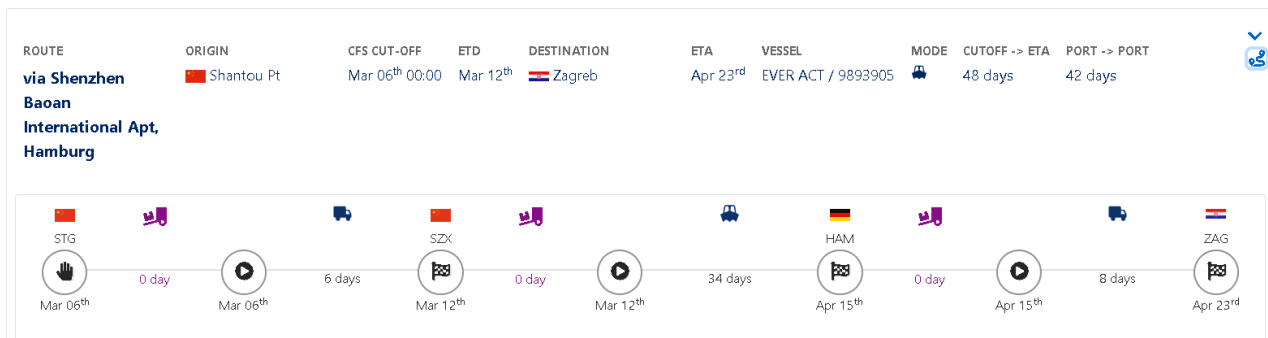 ROUTE ORIGIN CFS CUT-OFF ETD DESTINATION ETA VESSEL MODE CUTOFF -> ETA PORT -> PORT
via Shenzhen Shantou Pt Mar 06th 00:00 Mar 12th Zagreb Apr 23rd EVER ACT / 9893905 48 days 42 days
Baoan
International Apt,
Hamburg
STG SZX HAM ZAG
0 day 6 days 0 day 34 days 0 day 8 days
Mar 06th Mar 06th Mar 12th Mar 12th Apr 15th Apr 15th Apr 23rd